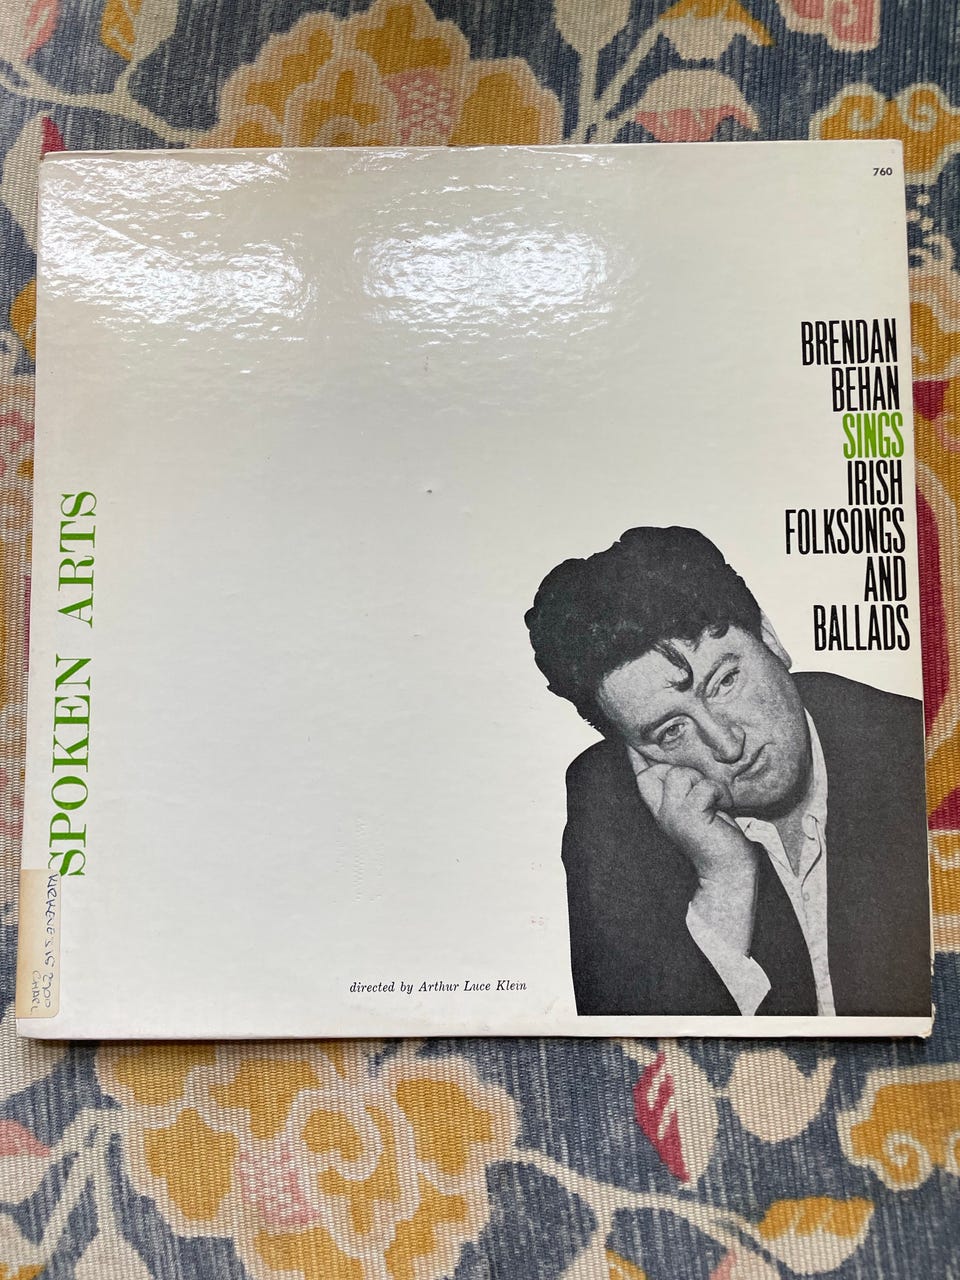 760
BRENDAN
BEHAN
SINGS
IRISH
FOLKSONGS
AND
BALLADS
SPOKEN ARTS
directed by Arthur Luce Klein